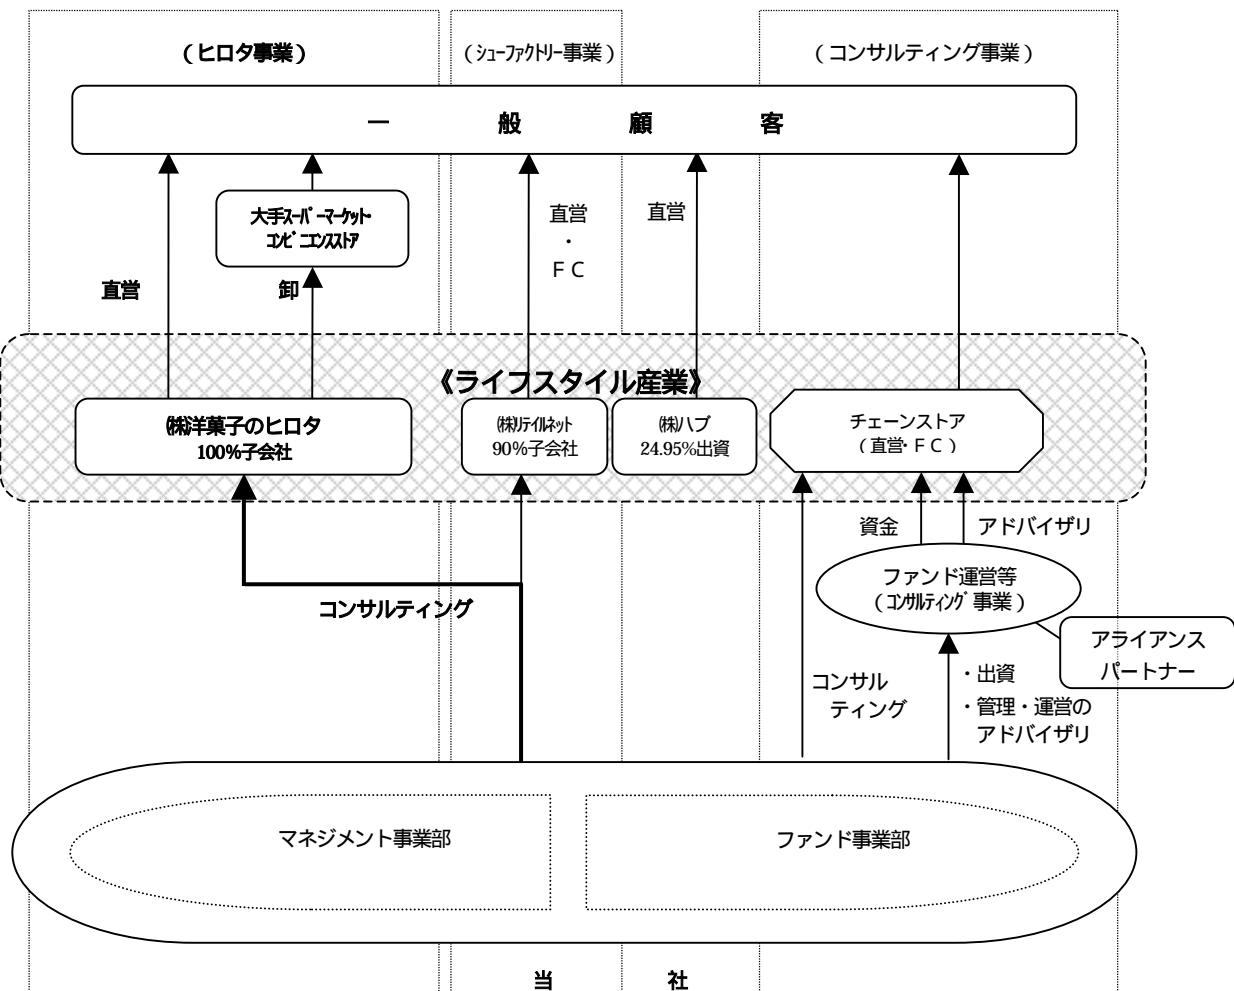 （ヒロタ事業）
（シューファクトリー事業）
（コンサルティング事業）
一般顧客
大手スーパーマーケット・
コンビニエンスストア
直営
・
ＦＣ
直営
直営
卸
《ライフスタイル産業》
㈱洋菓子のヒロタ
100%子会社
㈱リテイルネット
90%子会社
㈱ハブ
24.95%出資
チェーンストア
（直営・ＦＣ）
資金
アドバイザリ
ファンド運営等
（コンサルティング事業）
コンサルティング
アライアンス
パートナー
コンサル
ティング
・出資
・管理・運営の
アドバイザリ
マネジメント事業部
ファンド事業部
当社